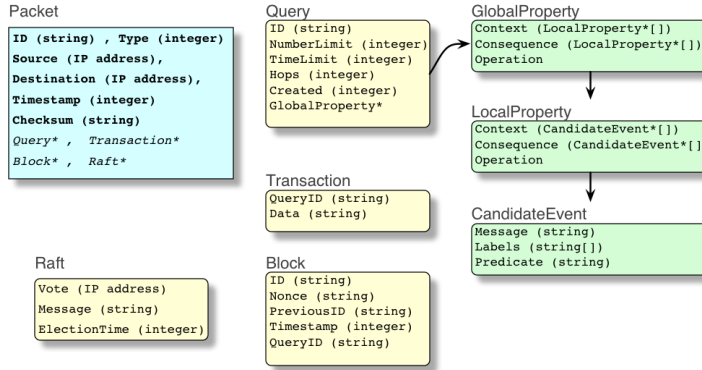 Packet
ID (string) , Type (integer)
Source (IP address),
Destination (IP address),
Timestamp (integer)
Checksum (string)
Query* , Transaction*
Block* , Raft*
Raft
Vote (IP address)
Message (string)
ElectionTime (integer)
Query
ID (string)
NumberLimit (integer)
TimeLimit (integer)
Hops (integer)
Created (integer)
GlobalProperty*
Transaction
QueryID (string)
Data (string)
Block
ID (string)
Nonce (string)
PreviousID (string)
Timestamp (integer)
QueryID (string)
GlobalProperty
Context (LocalProperty*[])
Consequence (LocalProperty*[])
Operation
LocalProperty
Context (CandidateEvent*[])
Consequence (CandidateEvent*[]
Operation
CandidateEvent
Message (string)
Labels (string[])
Predicate (string)